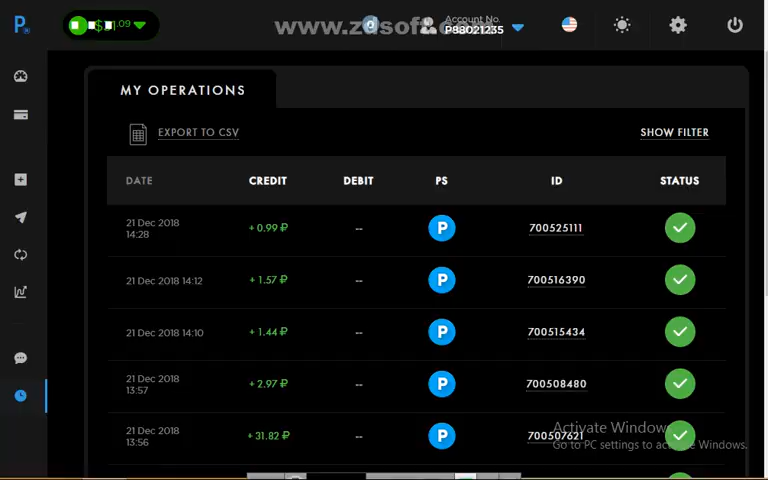 www.zdsoft.com
Account No.
P88021235
MY OPERATIONS
EXPORT TO CSV
SHOW FILTER
DATE CREDIT DEBIT PS ID STATUS
21 Dec 2018
14:28
+ 0.99 ₽ -- P 700525111
21 Dec 2018 14:12 + 1.57 ₽ -- P 700516390
21 Dec 2018 14:10 + 1.44 ₽ -- P 700515434
21 Dec 2018
13:57
+ 2.97 ₽ -- P 700508480
21 Dec 2018
13:56
+ 31.82 ₽ -- P 700507621
Activate Windows
Go to PC settings to activate Windows.